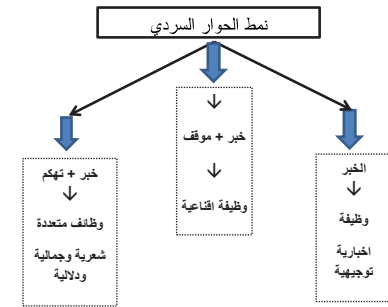 نمط الحوار السردي
الخبر
وظيفة
اخبارية
توجيهية
خبر + موقف
وظيفة اقناعية
خبر + تهكم
وظائف متعددة
شعرية وجمالية
ودلالية